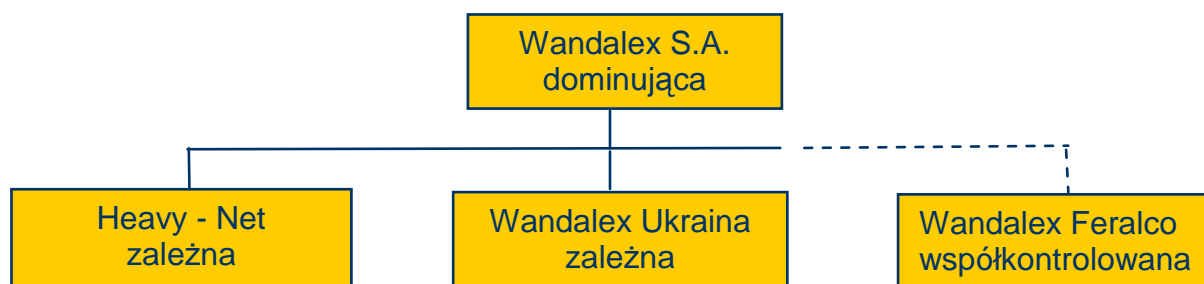 Wandalex S.A.
dominująca
Heavy - Net
zależna
Wandalex Ukraina
zależna
Wandalex Feralco
współkontrolowana